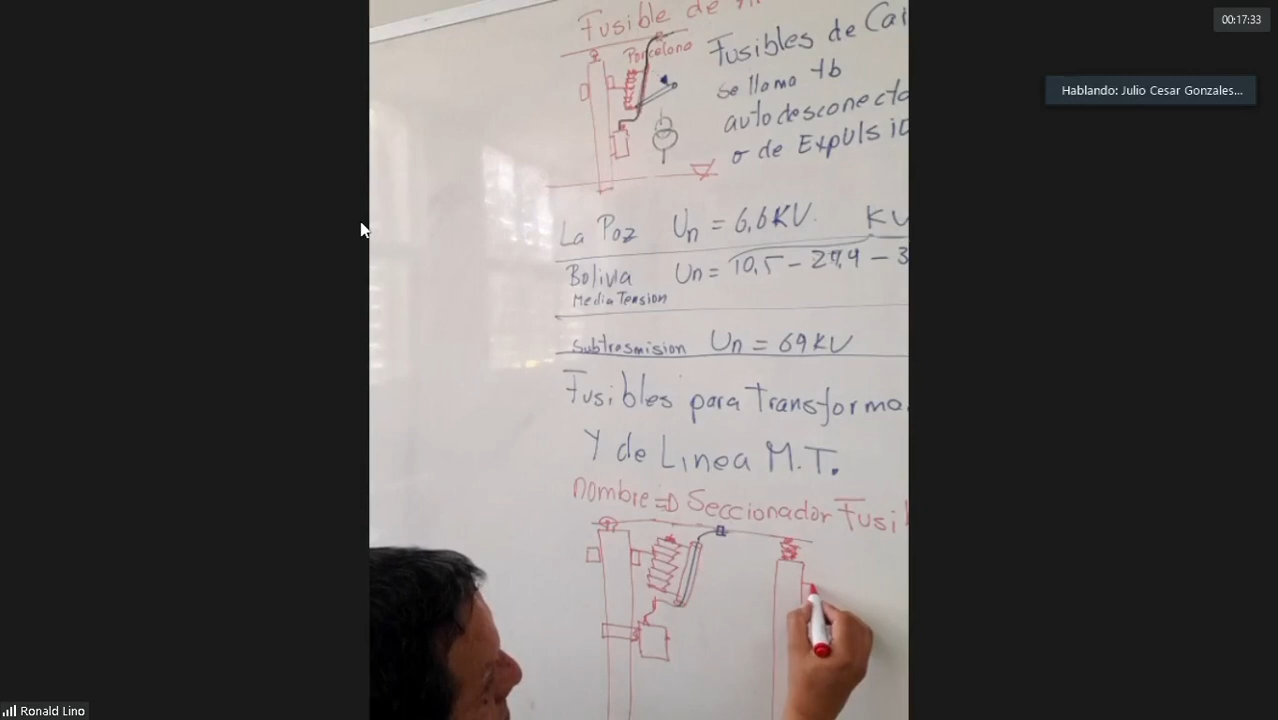 00:17:33
Hablando: Julio Cesar Gonzales...
Fusible de
Porcelana
Fusibles de
se llama tb
autodesconecta
o de Expulsio
La Paz Un = 6,6KV. KV
Bolivia Un = 10,5 - 24,9 - 3
Media Tension
Subtrasmision Un = 69KV
Fusibles para Transforma
Y de Linea M.T.
nombre => Seccionador Fusi
Ronald Lino